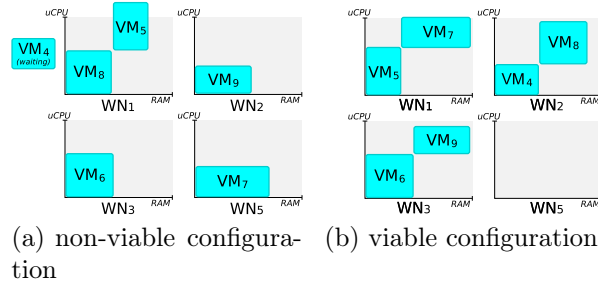 uCPU
VM4
(waiting)
VM5
VM8
RAM
WN1
uCPU
VM9
RAM
WN2
uCPU
VM6
RAM
WN3
uCPU
VM7
RAM
WN5
(a) non-viable configura-
tion
uCPU
VM7
VM5
RAM
WN1
uCPU
VM8
VM4
RAM
WN2
uCPU
VM9
VM6
RAM
WN3
uCPU
RAM
WN5
(b) viable configuration